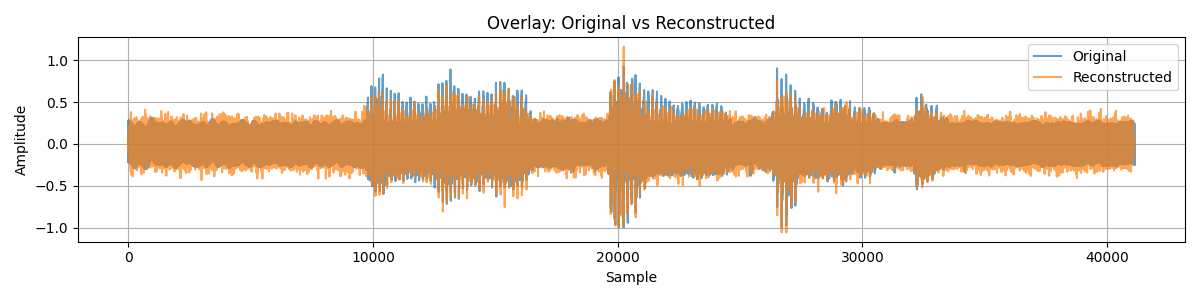 Overlay: Original vs Reconstructed
Original
Reconstructed
1.0
0.5
0.0
−0.5
−1.0
Amplitude
0 10000 20000 30000 40000
Sample